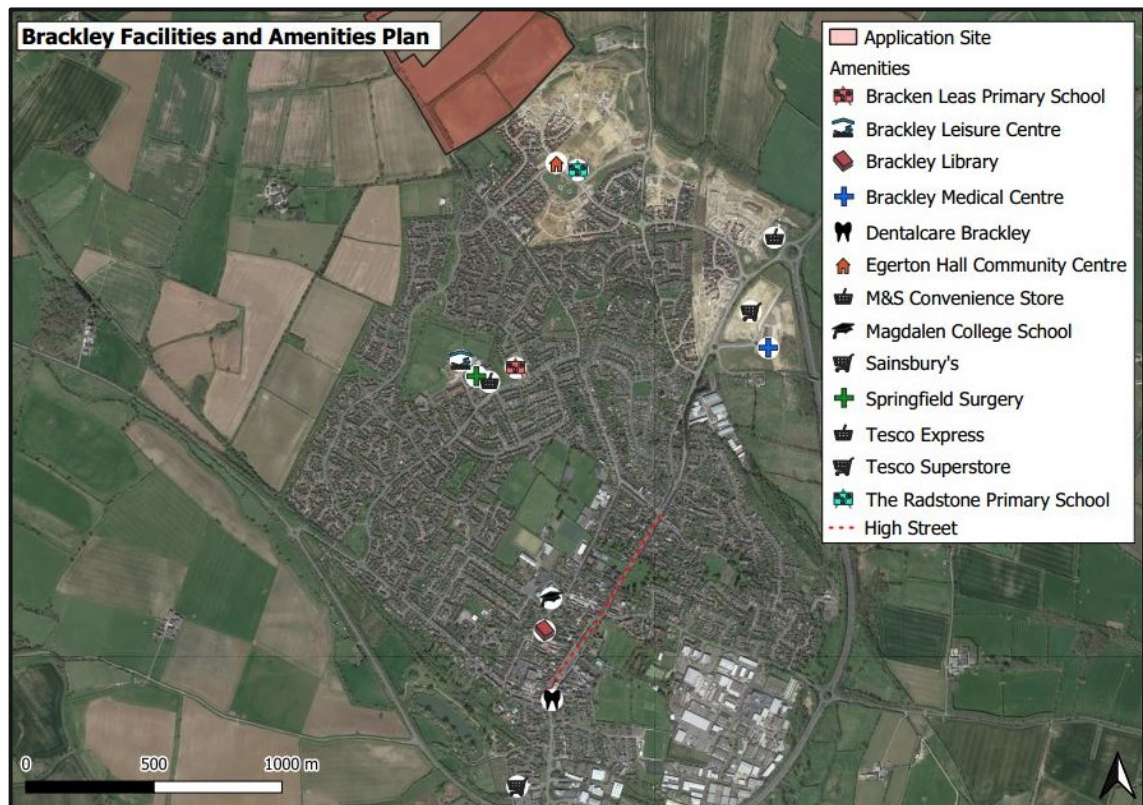 Brackley Facilities and Amenities Plan
Application Site
Amenities
Bracken Leas Primary School
Brackley Leisure Centre
Brackley Library
Brackley Medical Centre
Dentalcare Brackley
Egerton Hall Community Centre
M&S Convenience Store
Magdalen College School
Sainsbury's
Springfield Surgery
Tesco Express
Tesco Superstore
The Radstone Primary School
High Street
0 500 1000 m